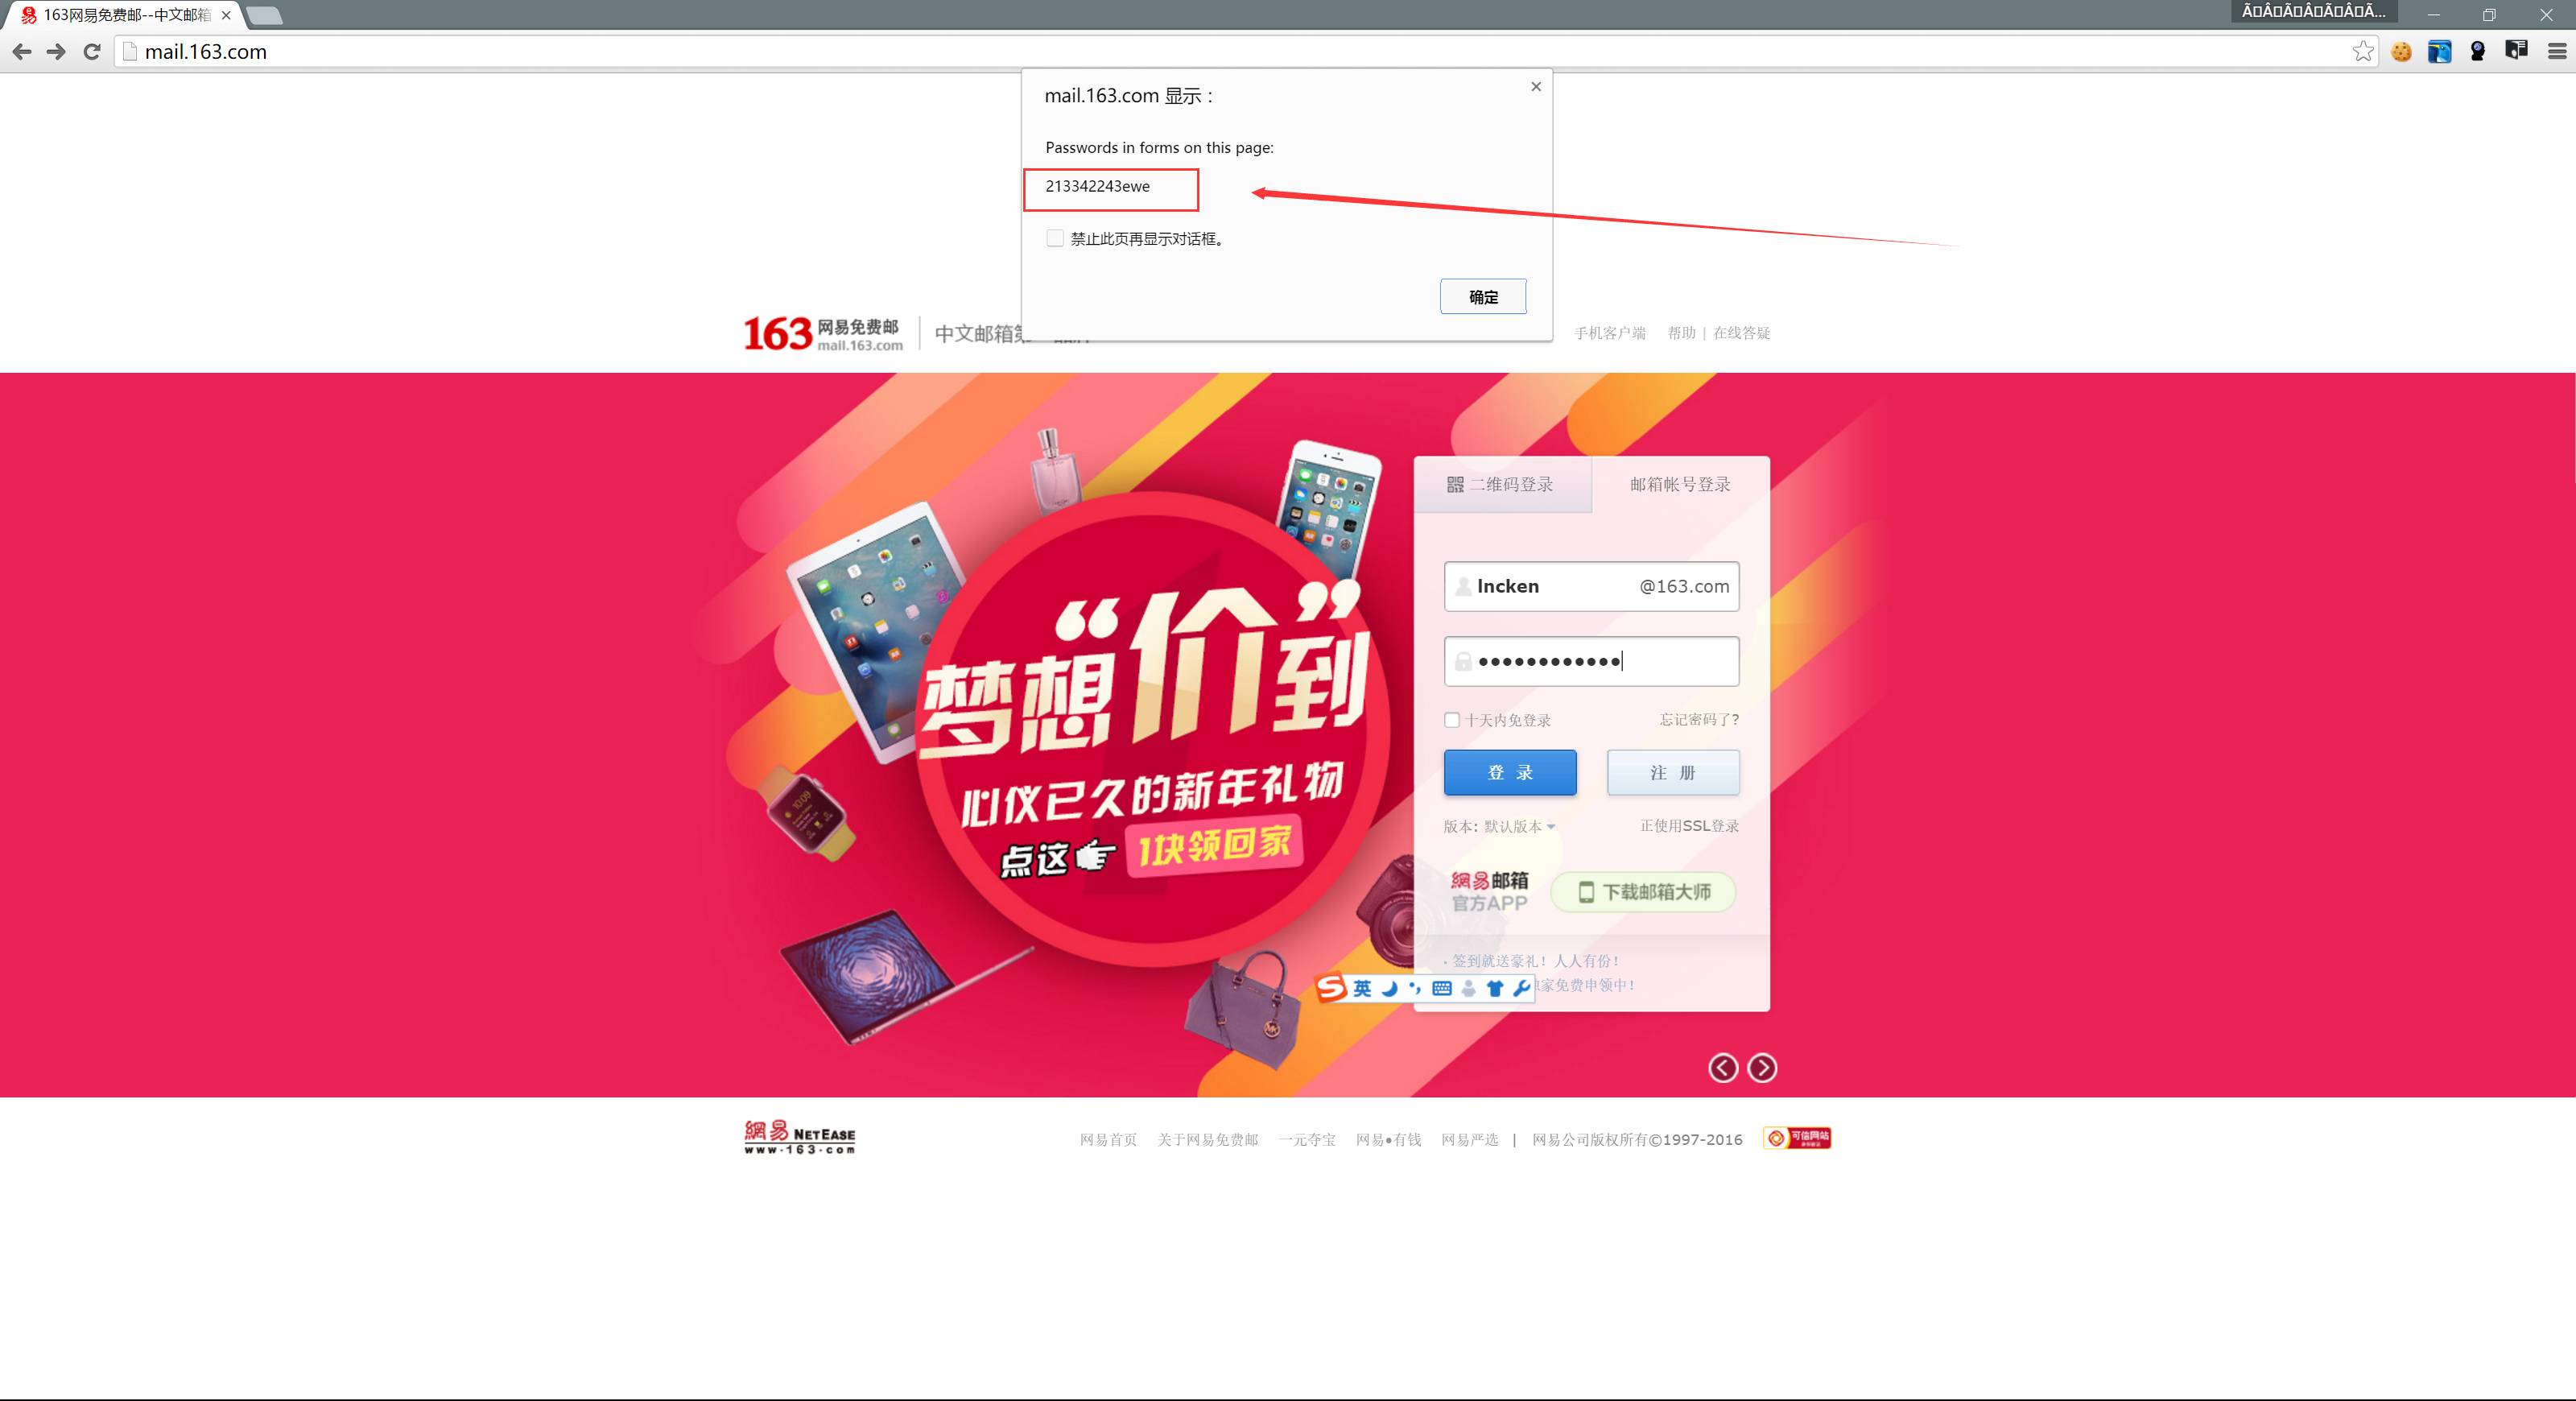 163网易免费邮--中文邮箱
mail.163.com
mail.163.com 显示：
Passwords in forms on this page:
213342243ewe
禁止此页再显示对话框。
确定
163 网易免费邮
mail.163.com
中文邮箱第
手机客户端 帮助 | 在线答疑
二维码登录 邮箱帐号登录
lncken @163.com
十天内免登录 忘记密码了?
登 录 注 册
版本: 默认版本 正使用SSL登录
網易邮箱
官方APP
下载邮箱大师
· 签到就送豪礼！人人有份！
家免费申领中！
英
梦想“价”到
心仪已久的新年礼物
点这 1块领回家
10:09
網易 NETEASE
www.163.com
网易首页 关于网易免费邮 一元夺宝 网易●有钱 网易严选 | 网易公司版权所有©1997-2016
可信网站